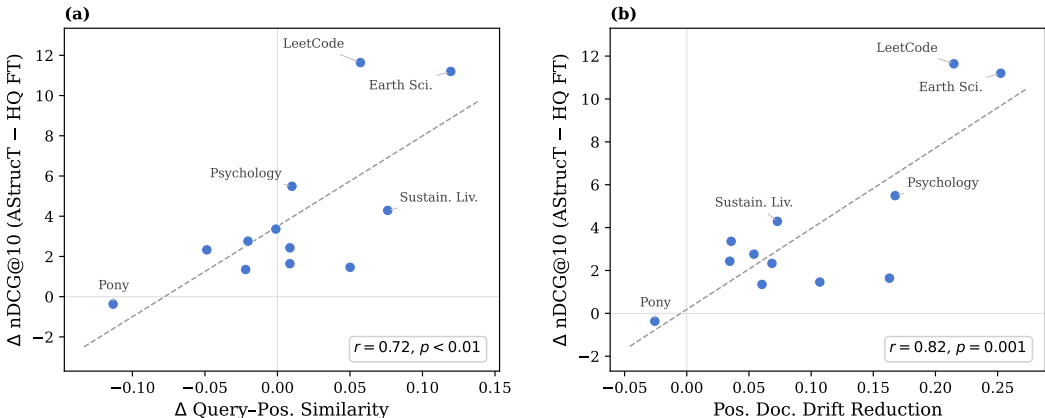 (a)
Δ nDCG@10 (AStrucT − HQ FT)
12
10
8
6
4
2
0
−2
LeetCode
Earth Sci.
Psychology
Sustain. Liv.
Pony
r = 0.72, p < 0.01
−0.10 −0.05 0.00 0.05 0.10 0.15
Δ Query–Pos. Similarity
(b)
Δ nDCG@10 (AStrucT − HQ FT)
12
10
8
6
4
2
0
−2
LeetCode
Earth Sci.
Psychology
Sustain. Liv.
Pony
r = 0.82, p = 0.001
−0.05 0.00 0.05 0.10 0.15 0.20 0.25
Pos. Doc. Drift Reduction